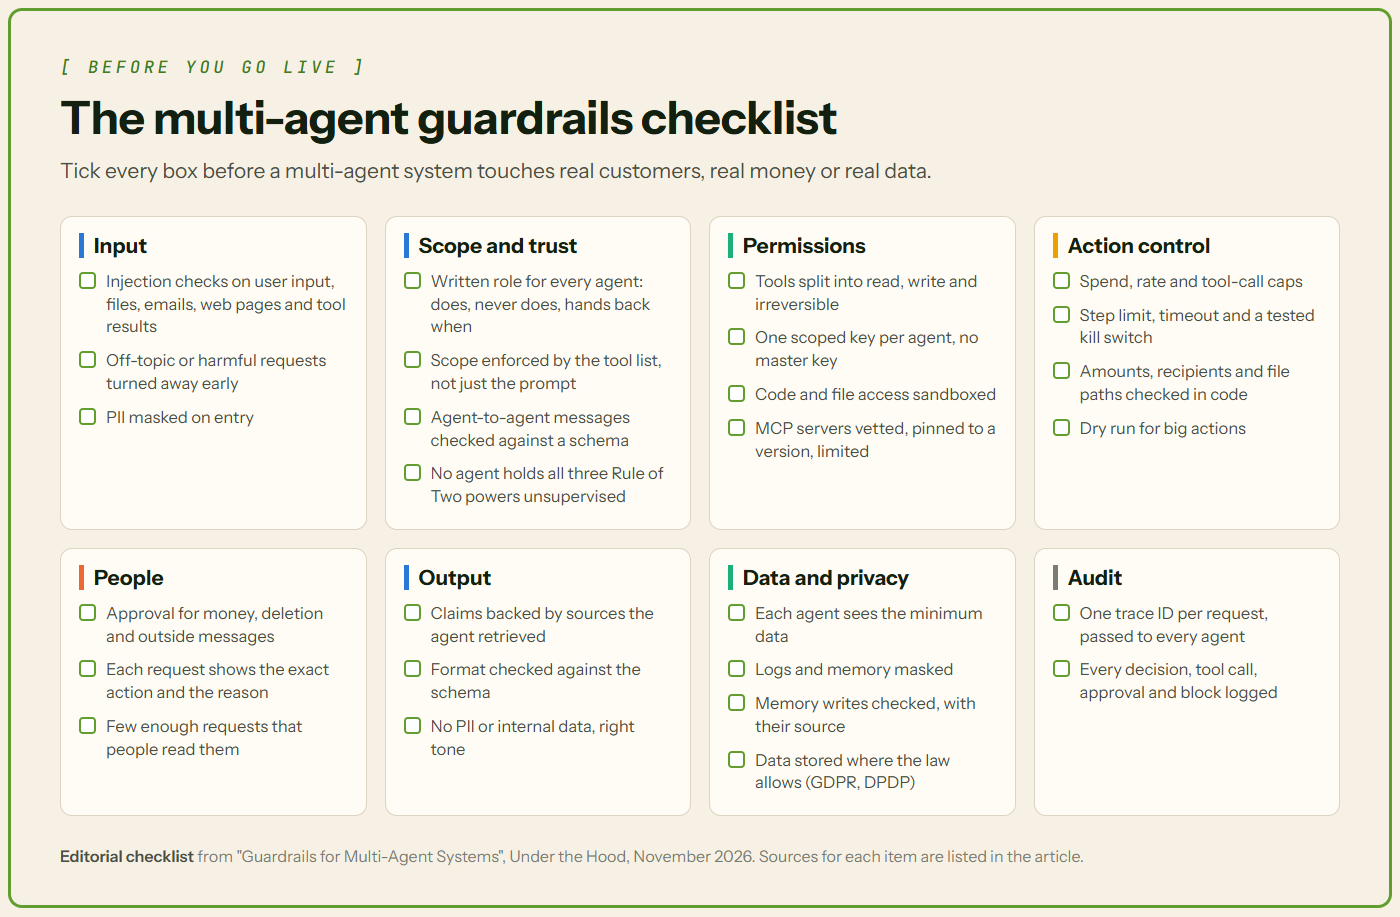 [ BEFORE YOU GO LIVE ]
The multi-agent guardrails checklist
Tick every box before a multi-agent system touches real customers, real money or real data.
Input
Injection checks on user input,
files, emails, web pages and tool
results
Off-topic or harmful requests
turned away early
PII masked on entry
Scope and trust
Written role for every agent:
does, never does, hands back
when
Scope enforced by the tool list,
not just the prompt
Agent-to-agent messages
checked against a schema
No agent holds all three Rule of
Two powers unsupervised
Permissions
Tools split into read, write and
irreversible
One scoped key per agent, no
master key
Code and file access sandboxed
MCP servers vetted, pinned to a
version, limited
Action control
Spend, rate and tool-call caps
Step limit, timeout and a tested
kill switch
Amounts, recipients and file
paths checked in code
Dry run for big actions
People
Approval for money, deletion
and outside messages
Each request shows the exact
action and the reason
Few enough requests that
people read them
Output
Claims backed by sources the
agent retrieved
Format checked against the
schema
No PII or internal data, right
tone
Data and privacy
Each agent sees the minimum
data
Logs and memory masked
Memory writes checked, with
their source
Data stored where the law
allows (GDPR, DPDP)
Audit
One trace ID per request,
passed to every agent
Every decision, tool call,
approval and block logged
Editorial checklist from "Guardrails for Multi-Agent Systems", Under the Hood, November 2026. Sources for each item are listed in the article.